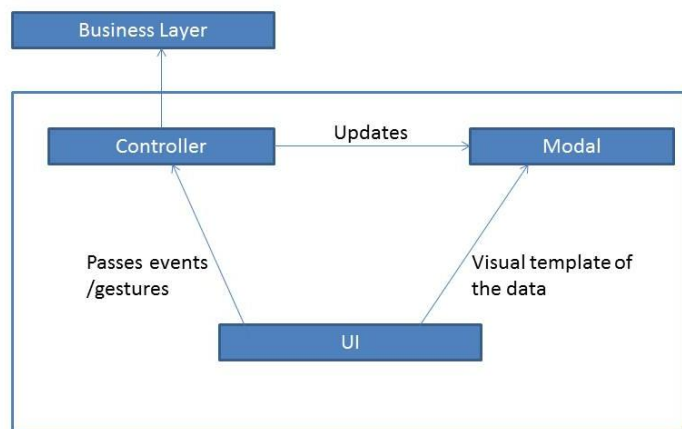 Business Layer
Controller
Updates
Modal
Passes events
/gestures
Visual template of
the data
UI